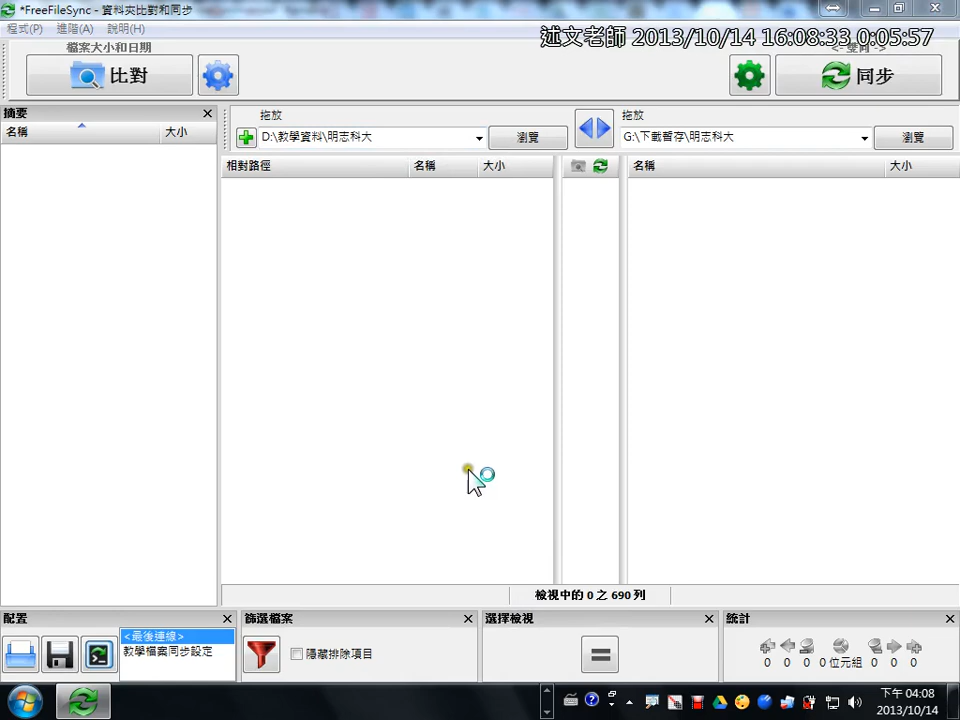 *FreeFileSync - 資料夾比對和同步
程式(P) 進階(A) 說明(H)
述文老師 2013/10/14 16:08:33 0:05:57
檔案大小和日期
<- 雙向 ->
比對
同步
摘要
名稱 大小
拖放
D:\教學資料\明志科大
瀏覽
拖放
G:\下載暫存\明志科大
瀏覽
相對路徑 名稱 大小
名稱 大小
檢視中的 0 之 690 列
配置
<最後連線>
教學檔案同步設定
篩選檔案
隱藏排除項目
選擇檢視
統計
0 0 0 0 位元組 0 0 0
下午 04:08
2013/10/14